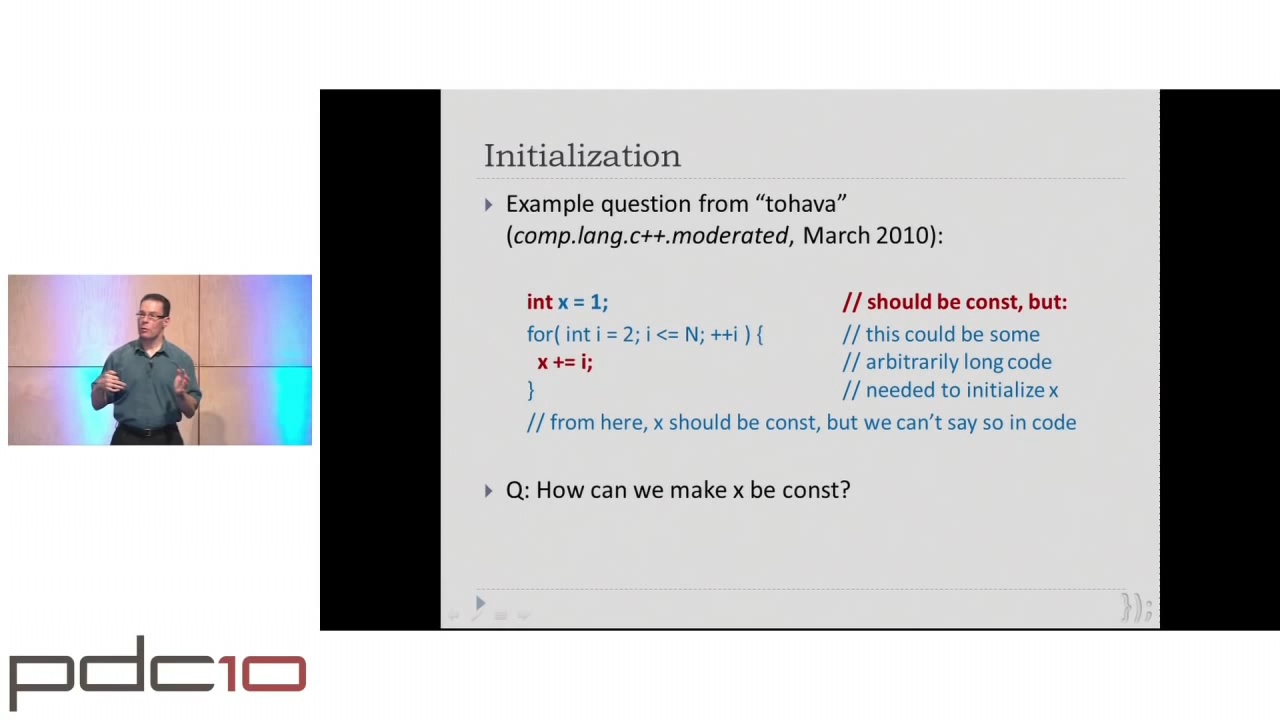 Initialization
Example question from “tohava”
(comp.lang.c++.moderated, March 2010):
int x = 1; // should be const, but:
for( int i = 2; i <= N; ++i ) { // this could be some
x += i; // arbitrarily long code
} // needed to initialize x
// from here, x should be const, but we can’t say so in code
Q: How can we make x be const?
});
pdc10